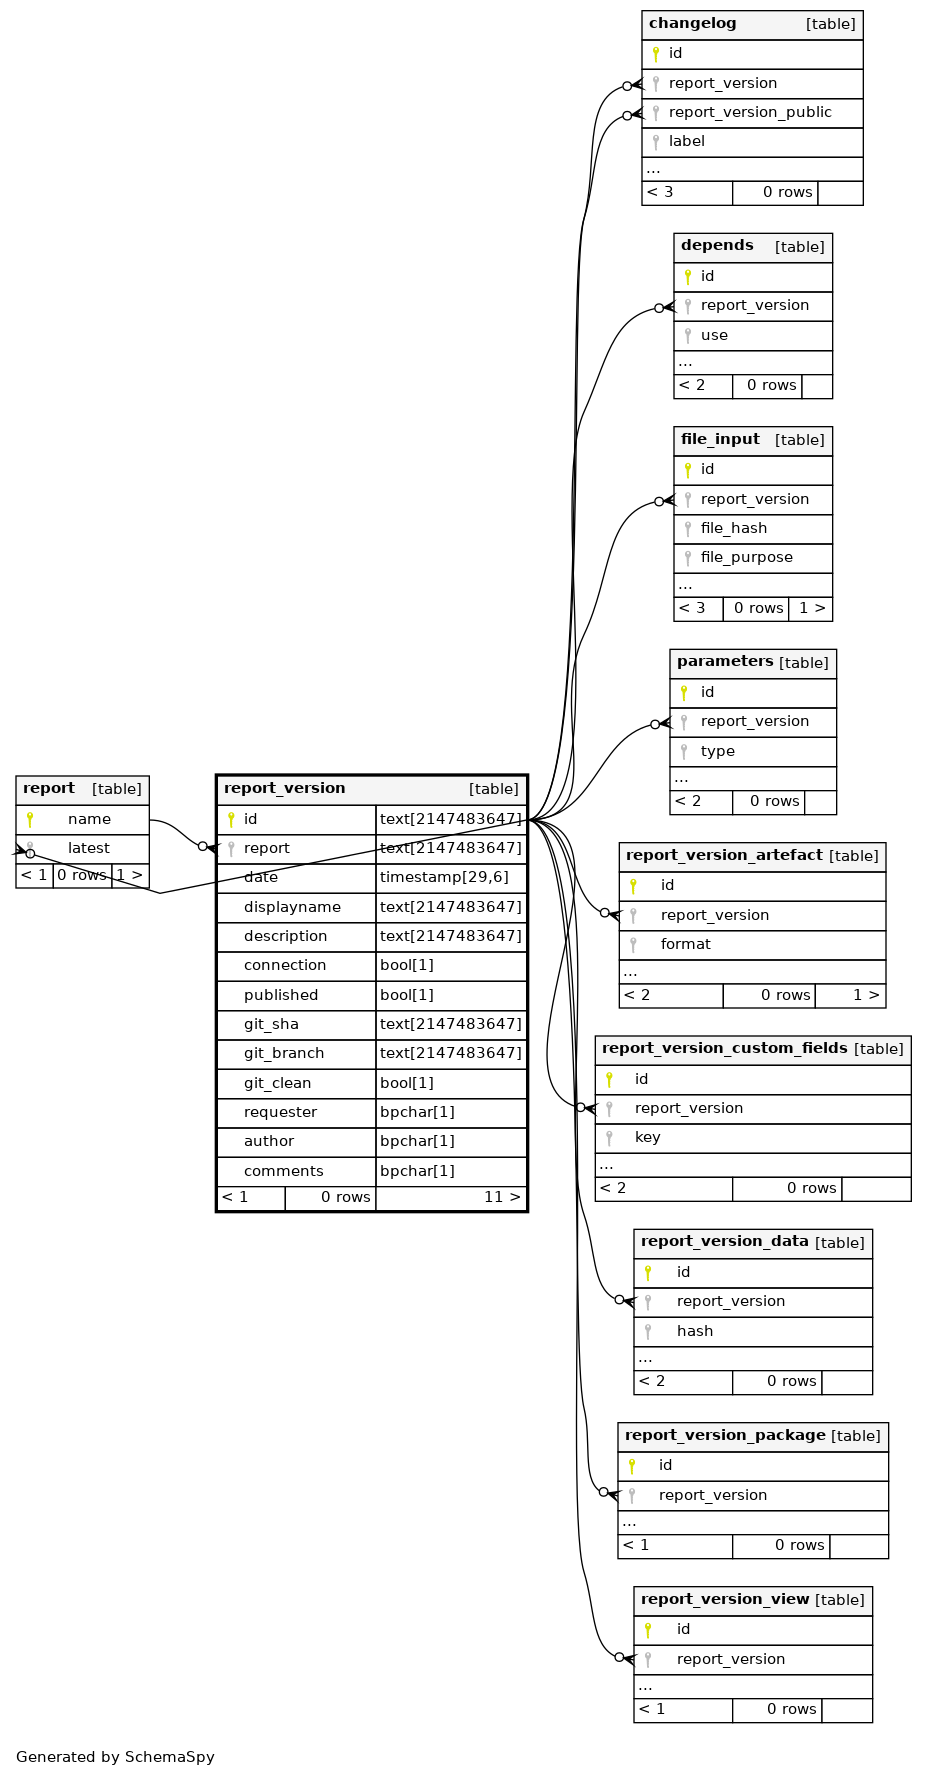 changelog [table]
id
report_version
report_version_public
label
...
< 3 0 rows
depends [table]
id
report_version
use
...
< 2 0 rows
file_input [table]
id
report_version
file_hash
file_purpose
...
< 3 0 rows 1 >
parameters [table]
id
report_version
type
...
< 2 0 rows
report [table]
name
latest
< 1 0 rows 1 >
report_version [table]
id text[2147483647]
report text[2147483647]
date timestamp[29,6]
displayname text[2147483647]
description text[2147483647]
connection bool[1]
published bool[1]
git_sha text[2147483647]
git_branch text[2147483647]
git_clean bool[1]
requester bpchar[1]
author bpchar[1]
comments bpchar[1]
< 1 0 rows 11 >
report_version_artefact [table]
id
report_version
format
...
< 2 0 rows 1 >
report_version_custom_fields [table]
id
report_version
key
...
< 2 0 rows
report_version_data [table]
id
report_version
hash
...
< 2 0 rows
report_version_package [table]
id
report_version
...
< 1 0 rows
report_version_view [table]
id
report_version
...
< 1 0 rows
Generated by SchemaSpy